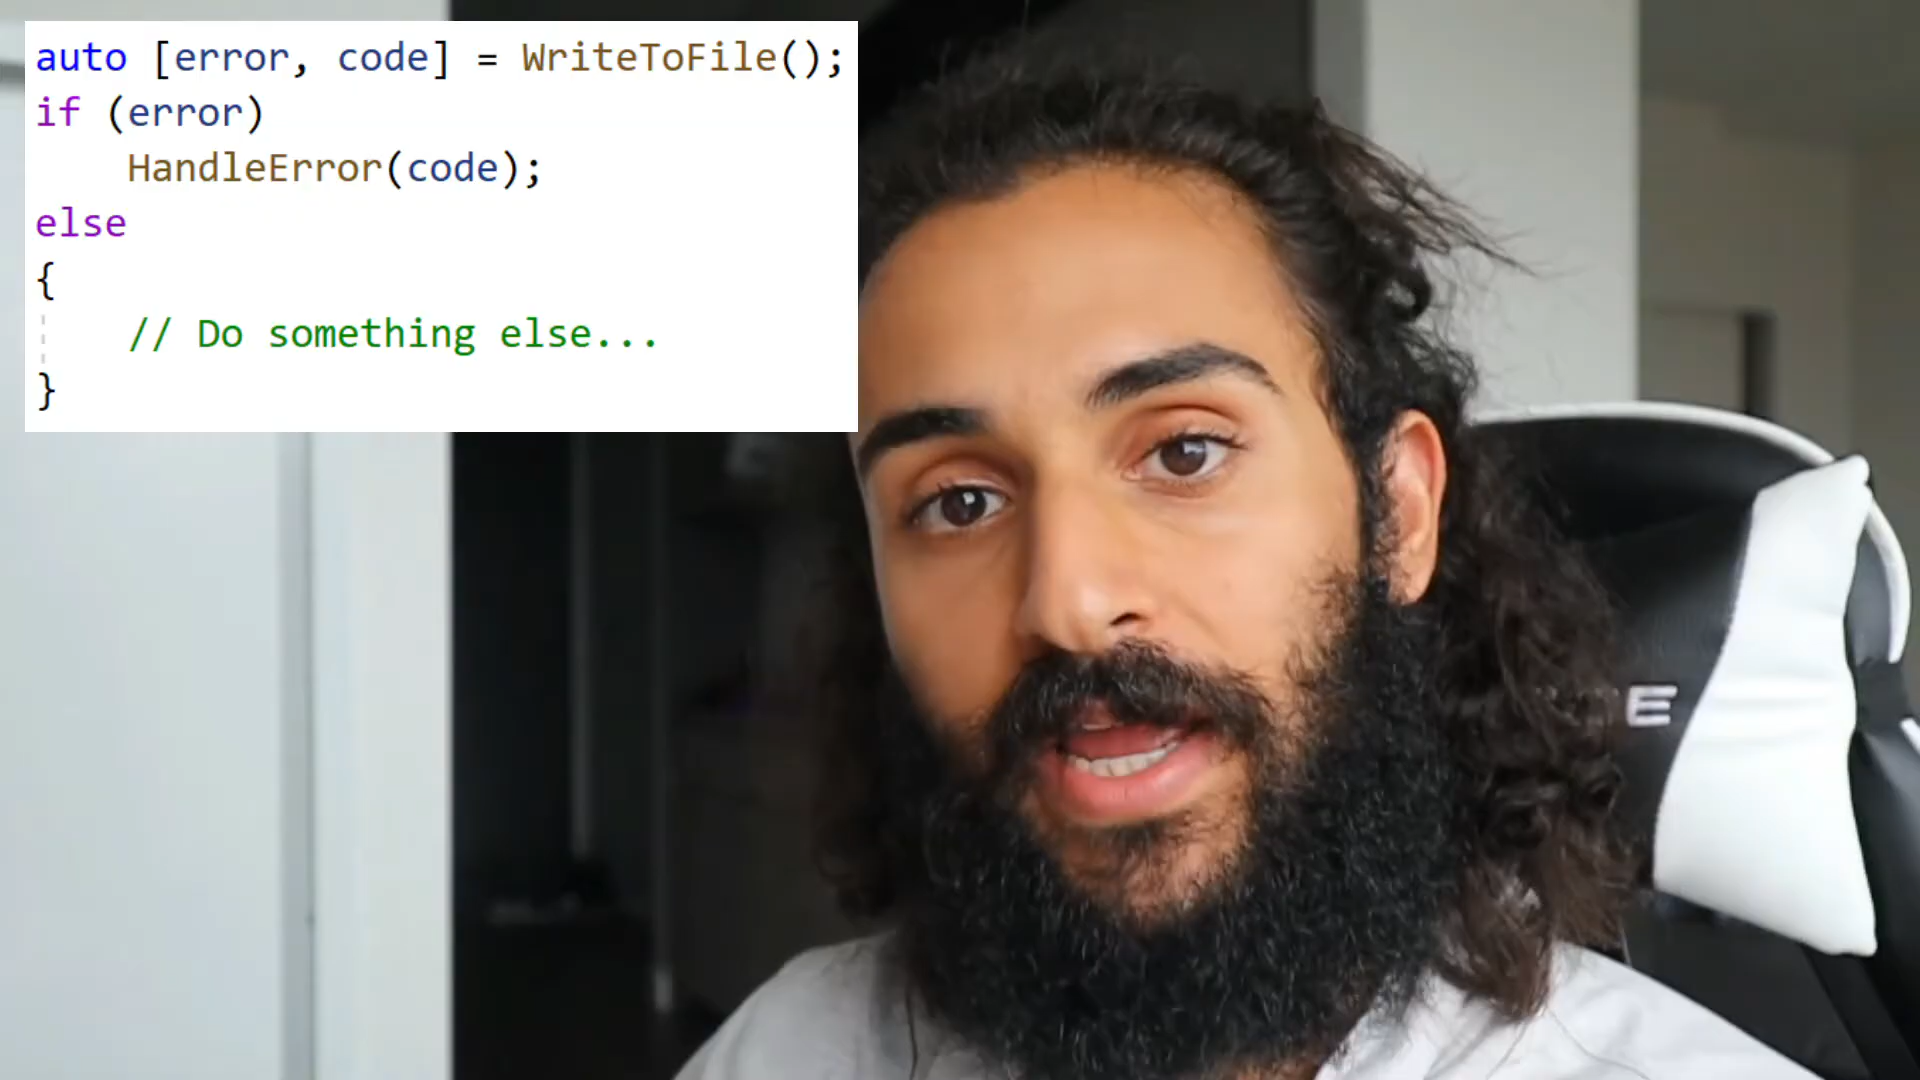 auto [error, code] = WriteToFile();
if (error)
    HandleError(code);
else
{
    // Do something else...
}
E